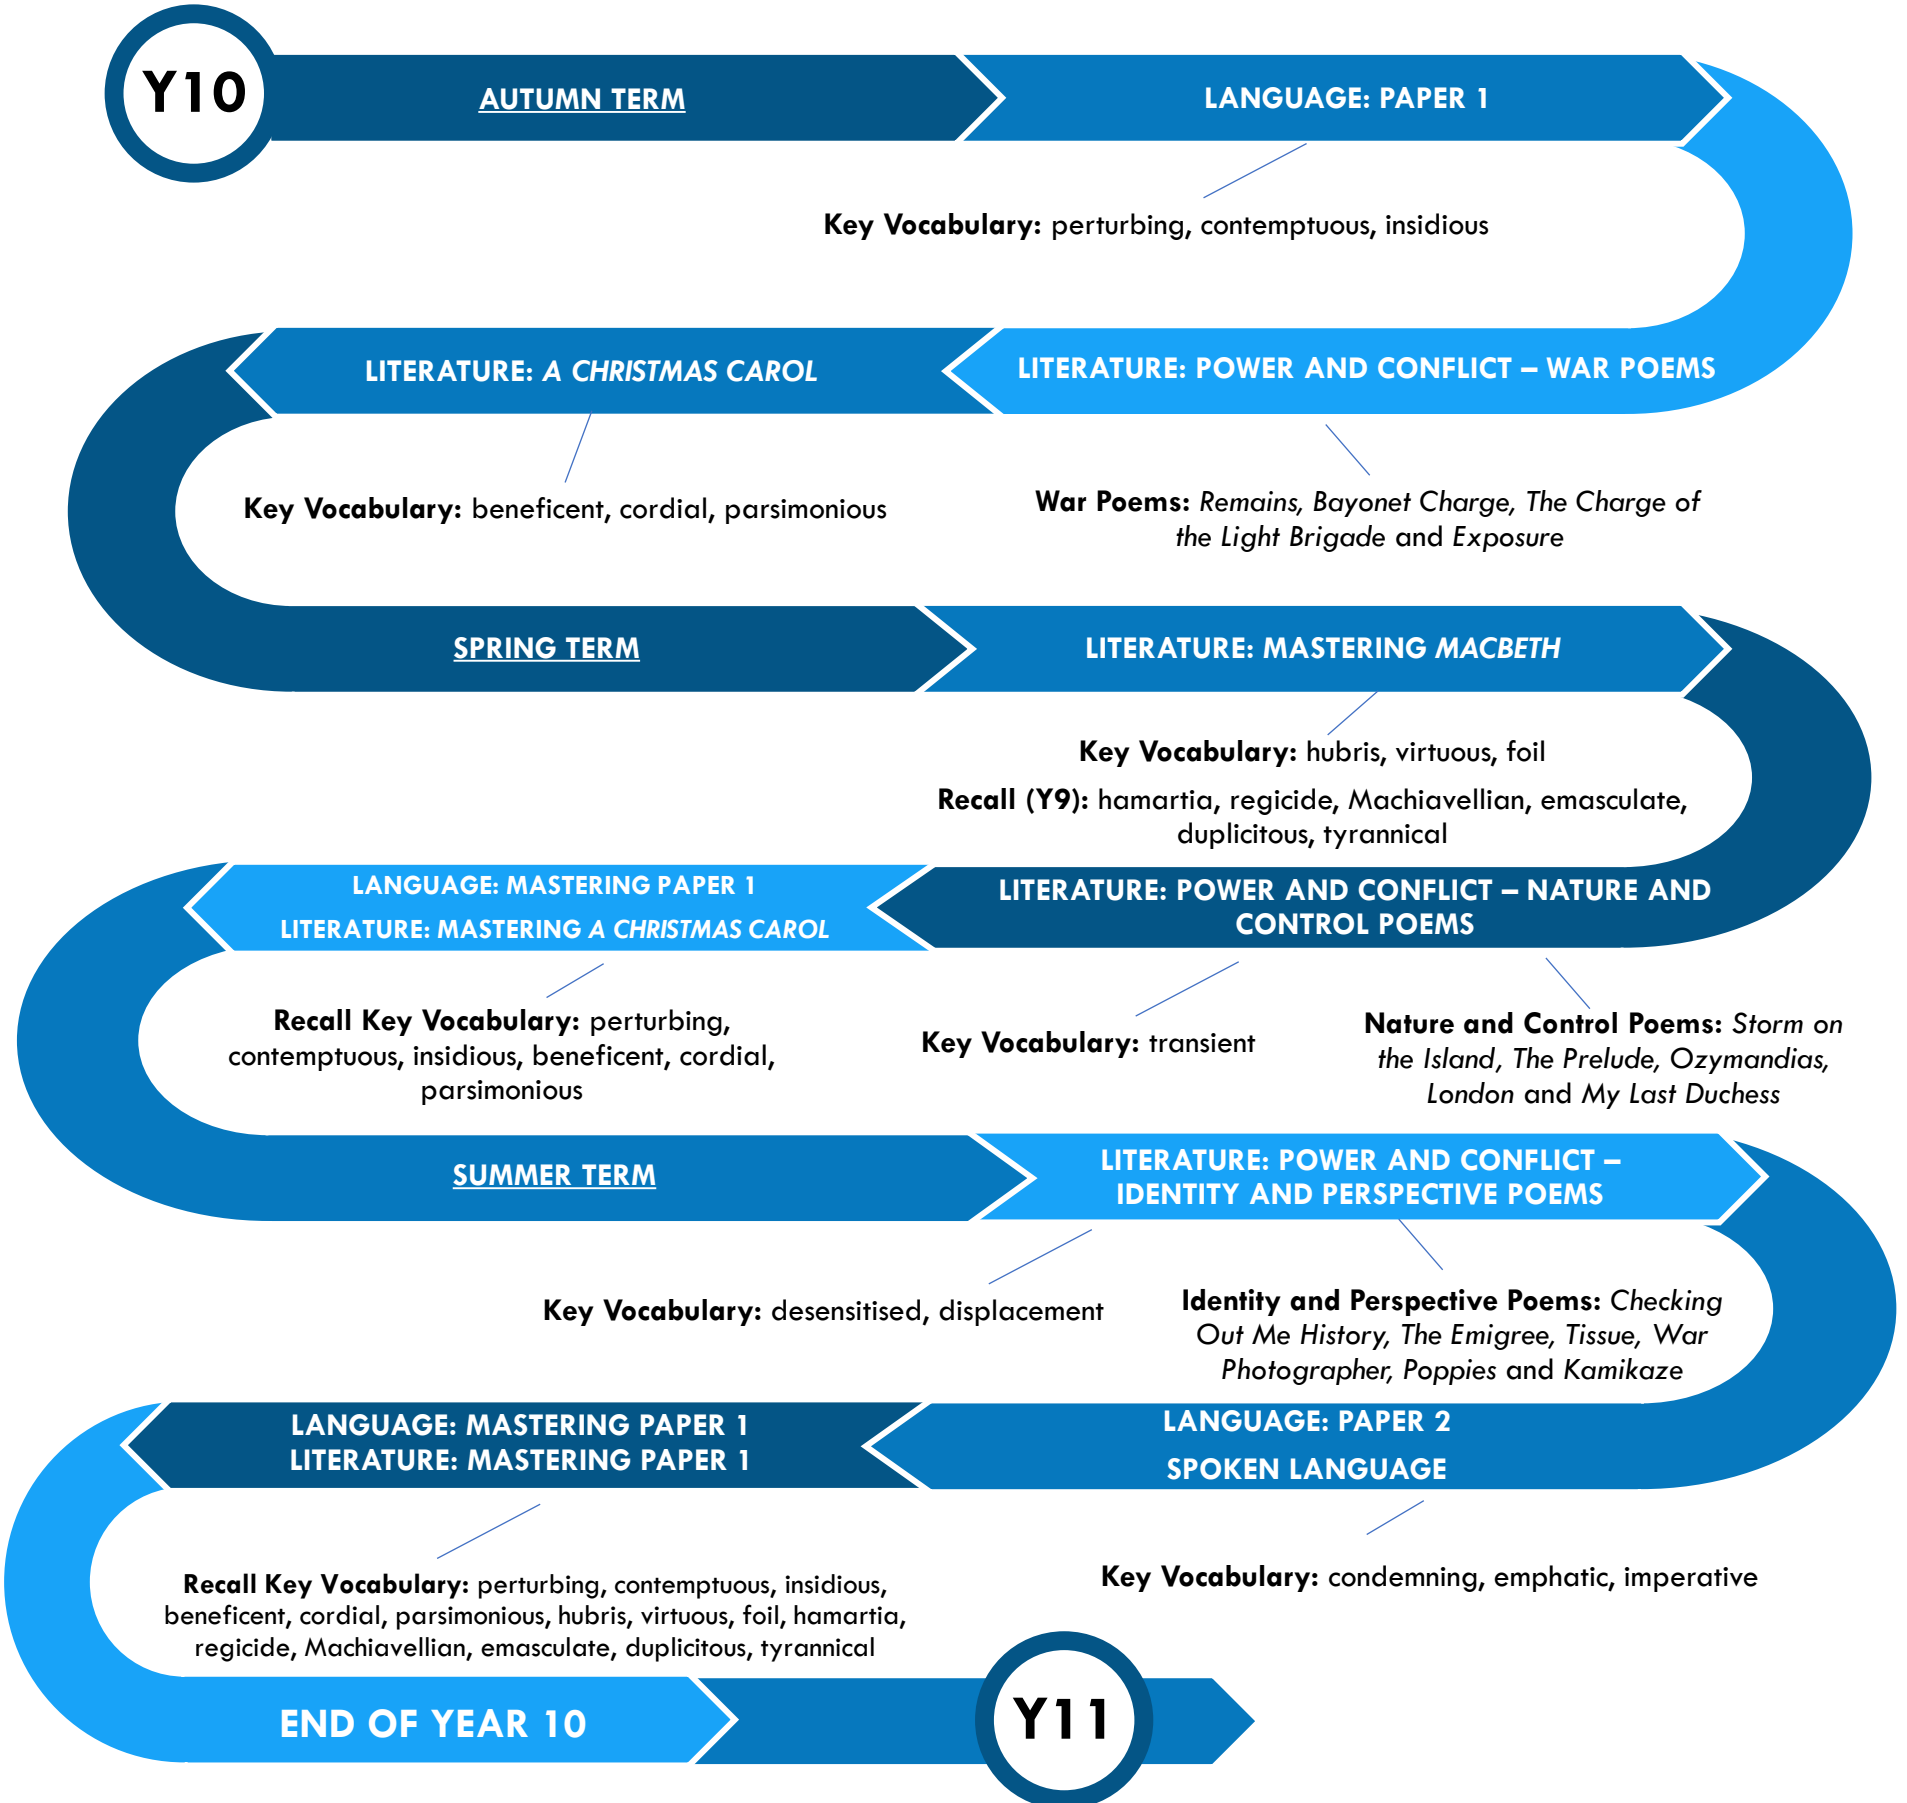 Y10
AUTUMN TERM
LANGUAGE: PAPER 1
Key Vocabulary: perturbing, contemptuous, insidious
LITERATURE: POWER AND CONFLICT – WAR POEMS
War Poems: Remains, Bayonet Charge, The Charge of
the Light Brigade and Exposure
LITERATURE: A CHRISTMAS CAROL
Key Vocabulary: beneficent, cordial, parsimonious
SPRING TERM
LITERATURE: MASTERING MACBETH
Key Vocabulary: hubris, virtuous, foil
Recall (Y9): hamartia, regicide, Machiavellian, emasculate,
duplicitous, tyrannical
LITERATURE: POWER AND CONFLICT – NATURE AND
CONTROL POEMS
Key Vocabulary: transient
Nature and Control Poems: Storm on
the Island, The Prelude, Ozymandias,
London and My Last Duchess
LANGUAGE: MASTERING PAPER 1
LITERATURE: MASTERING A CHRISTMAS CAROL
Recall Key Vocabulary: perturbing,
contemptuous, insidious, beneficent, cordial,
parsimonious
SUMMER TERM
LITERATURE: POWER AND CONFLICT –
IDENTITY AND PERSPECTIVE POEMS
Key Vocabulary: desensitised, displacement
Identity and Perspective Poems: Checking
Out Me History, The Emigree, Tissue, War
Photographer, Poppies and Kamikaze
LANGUAGE: PAPER 2
SPOKEN LANGUAGE
Key Vocabulary: condemning, emphatic, imperative
LANGUAGE: MASTERING PAPER 1
LITERATURE: MASTERING PAPER 1
Recall Key Vocabulary: perturbing, contemptuous, insidious,
beneficent, cordial, parsimonious, hubris, virtuous, foil, hamartia,
regicide, Machiavellian, emasculate, duplicitous, tyrannical
END OF YEAR 10
Y11